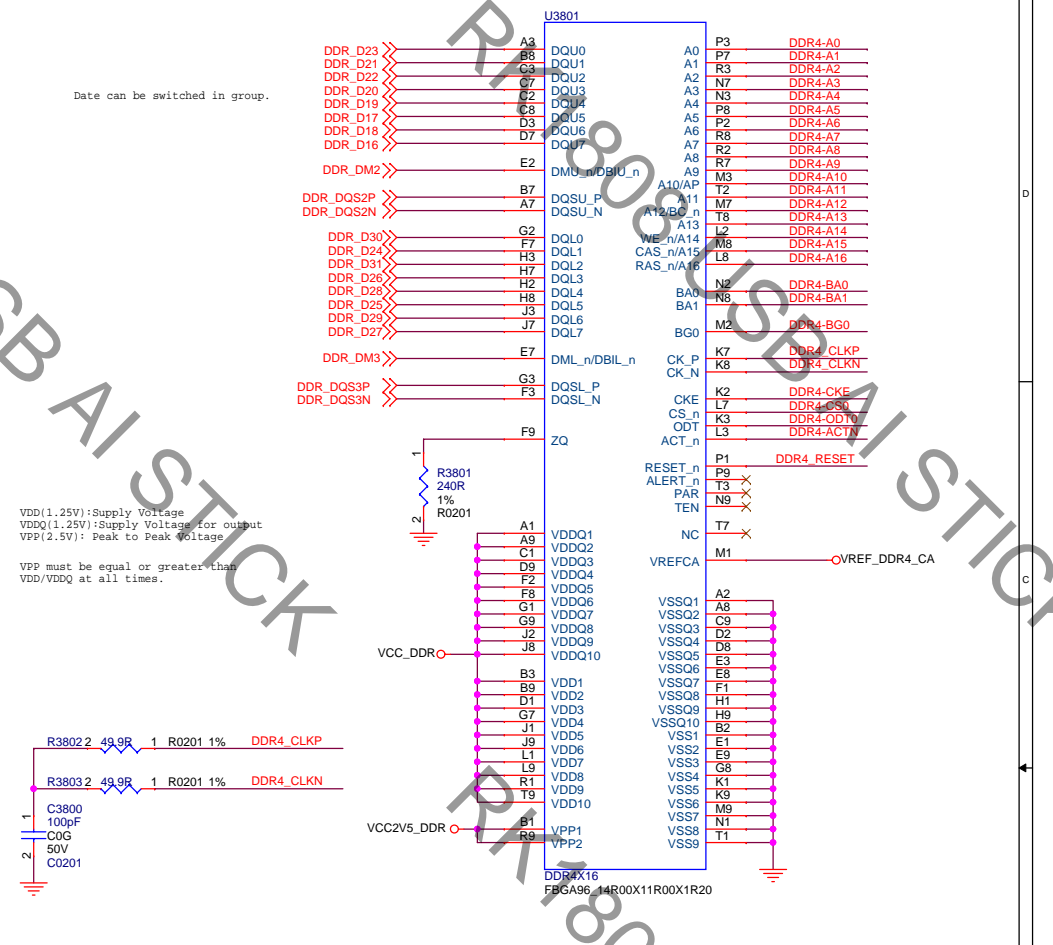 U3801
DDR_D23 A3 DQU0
DDR_D21 B8 DQU1
DDR_D22 C3 DQU2
DDR_D20 C7 DQU3
DDR_D19 C2 DQU4
DDR_D17 C8 DQU5
DDR_D18 D3 DQU6
DDR_D16 D7 DQU7
DDR_DM2 E2 DMU_n/DBIU_n
DDR_DQS2P B7 DQSU_P
DDR_DQS2N A7 DQSU_N
DDR_D30 G2 DQL0
DDR_D24 F7 DQL1
DDR_D31 H3 DQL2
DDR_D26 H7 DQL3
DDR_D28 H2 DQL4
DDR_D25 H8 DQL5
DDR_D29 J3 DQL6
DDR_D27 J7 DQL7
DDR_DM3 E7 DML_n/DBIL_n
DDR_DQS3P G3 DQSL_P
DDR_DQS3N F3 DQSL_N
F9 ZQ
1
R3801
240R
1%
R0201
2
A1 VDDQ1
A9 VDDQ2
C1 VDDQ3
D9 VDDQ4
F2 VDDQ5
F8 VDDQ6
G1 VDDQ7
G9 VDDQ8
J2 VDDQ9
VCC_DDR J8 VDDQ10
B3 VDD1
B9 VDD2
D1 VDD3
G7 VDD4
J1 VDD5
J9 VDD6
L1 VDD7
L9 VDD8
R1 VDD9
T9 VDD10
VCC2V5_DDR B1 VPP1
R9 VPP2
A0 P3 DDR4-A0
A1 P7 DDR4-A1
A2 R3 DDR4-A2
A3 N7 DDR4-A3
A4 N3 DDR4-A4
A5 P8 DDR4-A5
A6 P2 DDR4-A6
A7 R8 DDR4-A7
A8 R2 DDR4-A8
A9 R7 DDR4-A9
A10/AP M3 DDR4-A10
A11 T2 DDR4-A11
A12/BC_n M7 DDR4-A12
A13 T8 DDR4-A13
WE_n/A14 L2 DDR4-A14
CAS_n/A15 M8 DDR4-A15
RAS_n/A16 L8 DDR4-A16
BA0 N2 DDR4-BA0
BA1 N8 DDR4-BA1
BG0 M2 DDR4-BG0
CK_P K7 DDR4_CLKP
CK_N K8 DDR4_CLKN
CKE K2 DDR4-CKE
CS_n L7 DDR4-CS0
ODT K3 DDR4-ODT0
ACT_n L3 DDR4-ACTN
RESET_n P1 DDR4_RESET
ALERT_n P9
PAR T3
TEN N9
NC T7
VREFCA M1 VREF_DDR4_CA
VSSQ1 A2
VSSQ2 A8
VSSQ3 C9
VSSQ4 D2
VSSQ5 D8
VSSQ6 E3
VSSQ7 E8
VSSQ8 F1
VSSQ9 H1
VSSQ10 H9
VSS1 B2
VSS2 E1
VSS3 E9
VSS4 G8
VSS5 K1
VSS6 K9
VSS7 M9
VSS8 N1
VSS9 T1
DDR4X16
FBGA96_14R00X11R00X1R20
Date can be switched in group.
VDD(1.25V):Supply Voltage
VDDQ(1.25V):Supply Voltage for output
VPP(2.5V): Peak to Peak Voltage
VPP must be equal or greater than
VDD/VDDQ at all times.
R3802 2 49.9R 1 R0201 1% DDR4_CLKP
R3803 2 49.9R 1 R0201 1% DDR4_CLKN
C3800
1
100pF
C0G
50V
2
C0201
D
C
RK1808 USB AI STICK
SB AI STICK
RK180